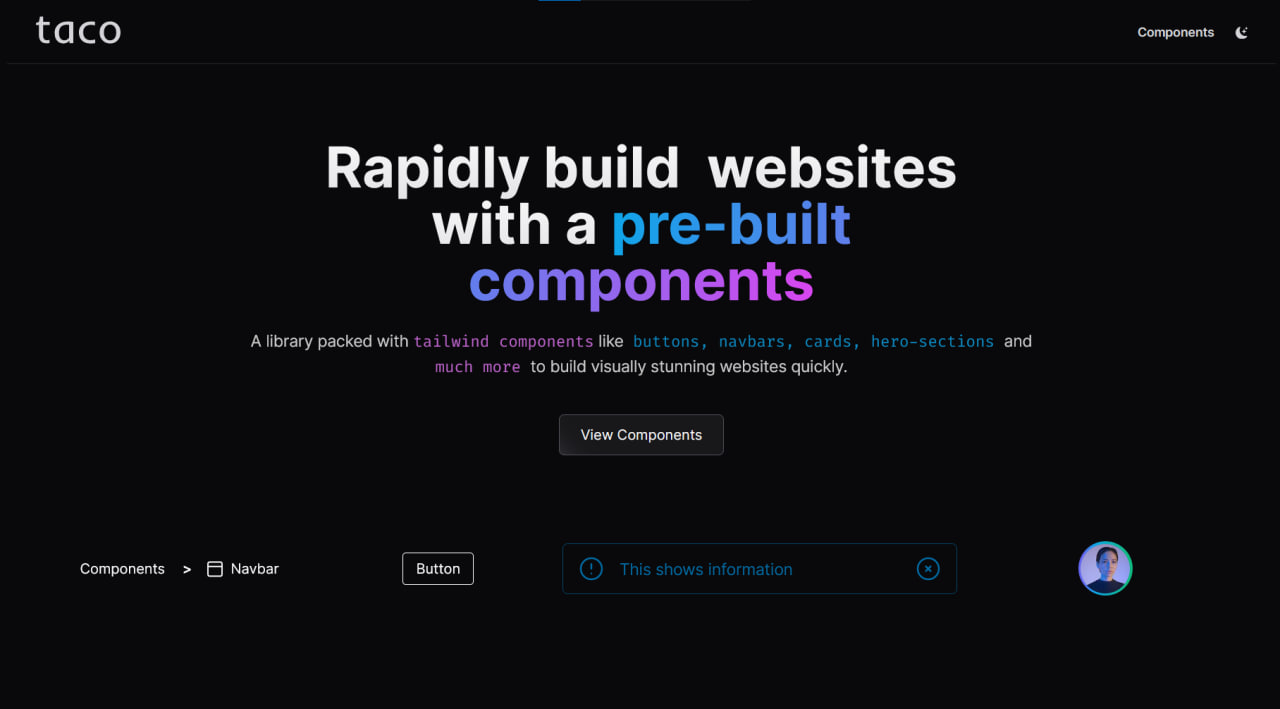 taco
Components
Rapidly build websites
with a pre-built
components
A library packed with tailwind components like buttons, navbars, cards, hero-sections and
much more to build visually stunning websites quickly.
View Components
Components > Navbar
Button
This shows information